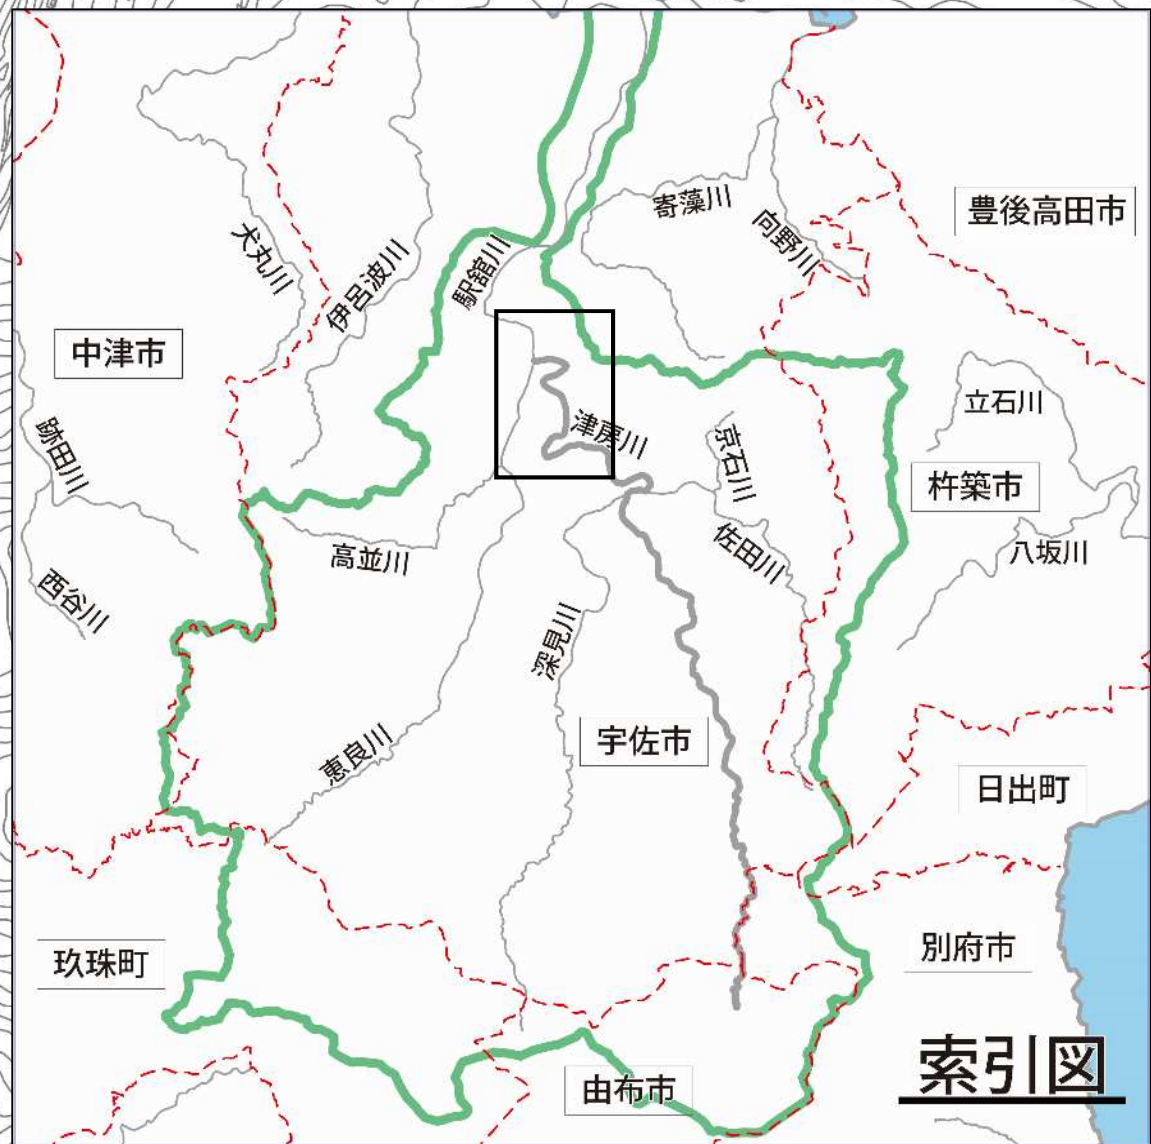 豊後高田市
寄藻川
向野川
犬丸川
伊呂波川
駅舘川
中津市
立石川
津房川
京石川
跡田川
杵築市
佐田川
八坂川
高並川
西谷川
深見川
宇佐市
恵良川
日出町
別府市
玖珠町
索引図
由布市